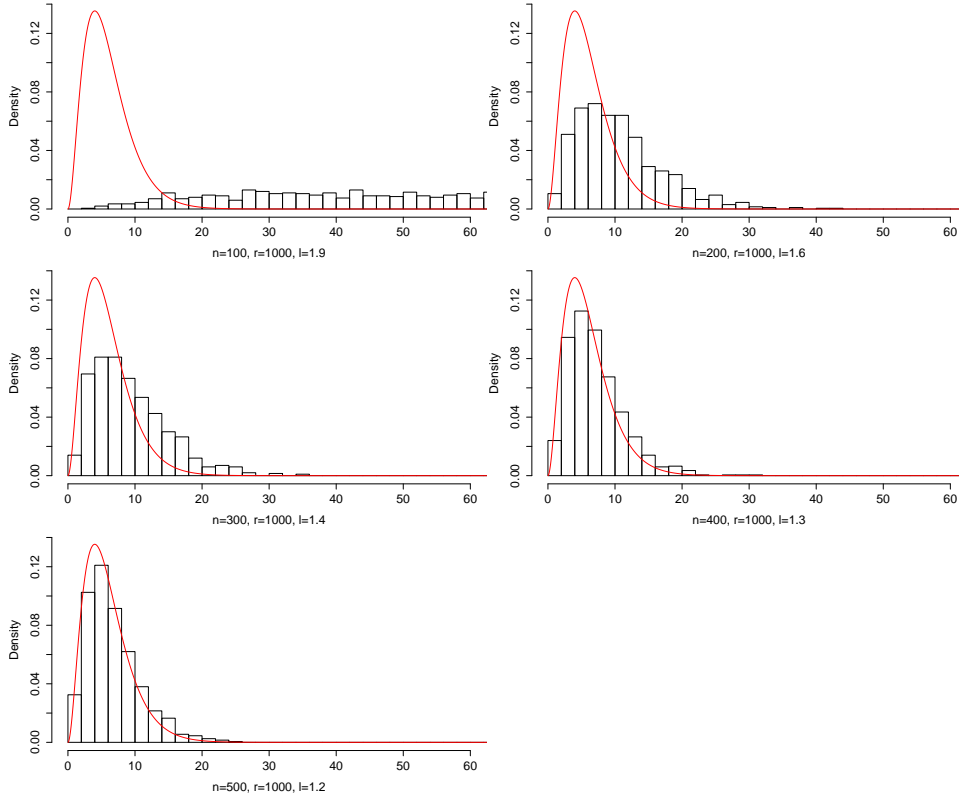 Density
0.00 0.04 0.08 0.12
0 10 20 30 40 50 60
n=100, r=1000, l=1.9
Density
0.00 0.04 0.08 0.12
0 10 20 30 40 50 60
n=200, r=1000, l=1.6
Density
0.00 0.04 0.08 0.12
0 10 20 30 40 50 60
n=300, r=1000, l=1.4
Density
0.00 0.04 0.08 0.12
0 10 20 30 40 50 60
n=400, r=1000, l=1.3
Density
0.00 0.04 0.08 0.12
0 10 20 30 40 50 60
n=500, r=1000, l=1.2